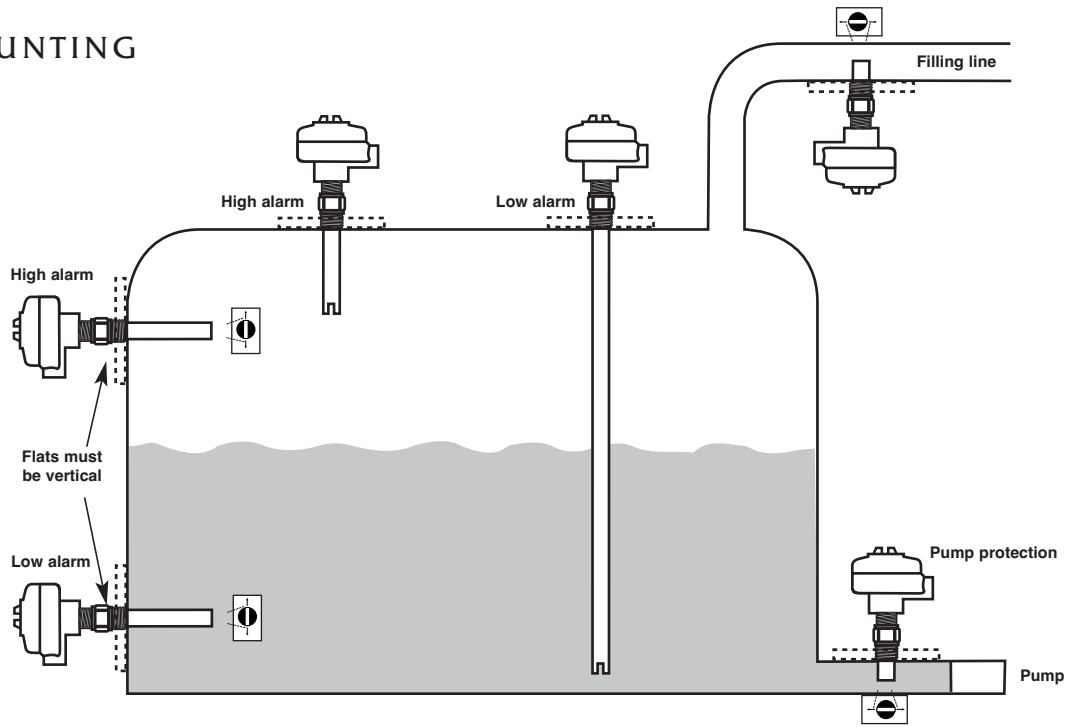 UNTING
Filling line
High alarm
Low alarm
High alarm
Flats must
be vertical
Low alarm
Pump protection
Pump